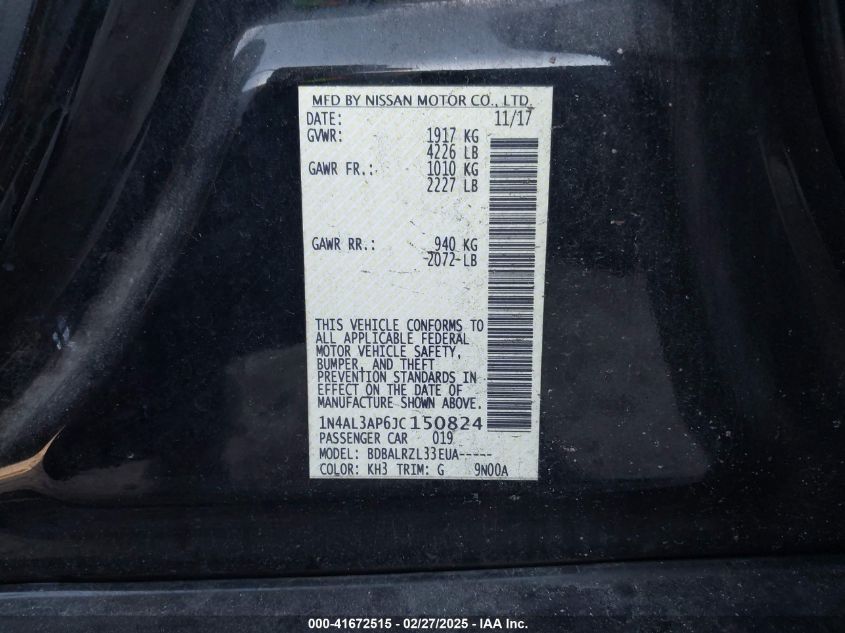 MFD BY NISSAN MOTOR CO., LTD.
DATE: 11/17
GVWR: 1917 KG
4226 LB
GAWR FR.: 1010 KG
2227 LB
GAWR RR.: 940 KG
2072 LB
THIS VEHICLE CONFORMS TO
ALL APPLICABLE FEDERAL
MOTOR VEHICLE SAFETY,
BUMPER, AND THEFT
PREVENTION STANDARDS IN
EFFECT ON THE DATE OF
MANUFACTURE SHOWN ABOVE.
1N4AL3AP6JC150824
PASSENGER CAR 019
MODEL: BDBALRZL33EUA-----
COLOR: KH3 TRIM: G 9N00A
000-41672515 - 02/27/2025 - IAA Inc.